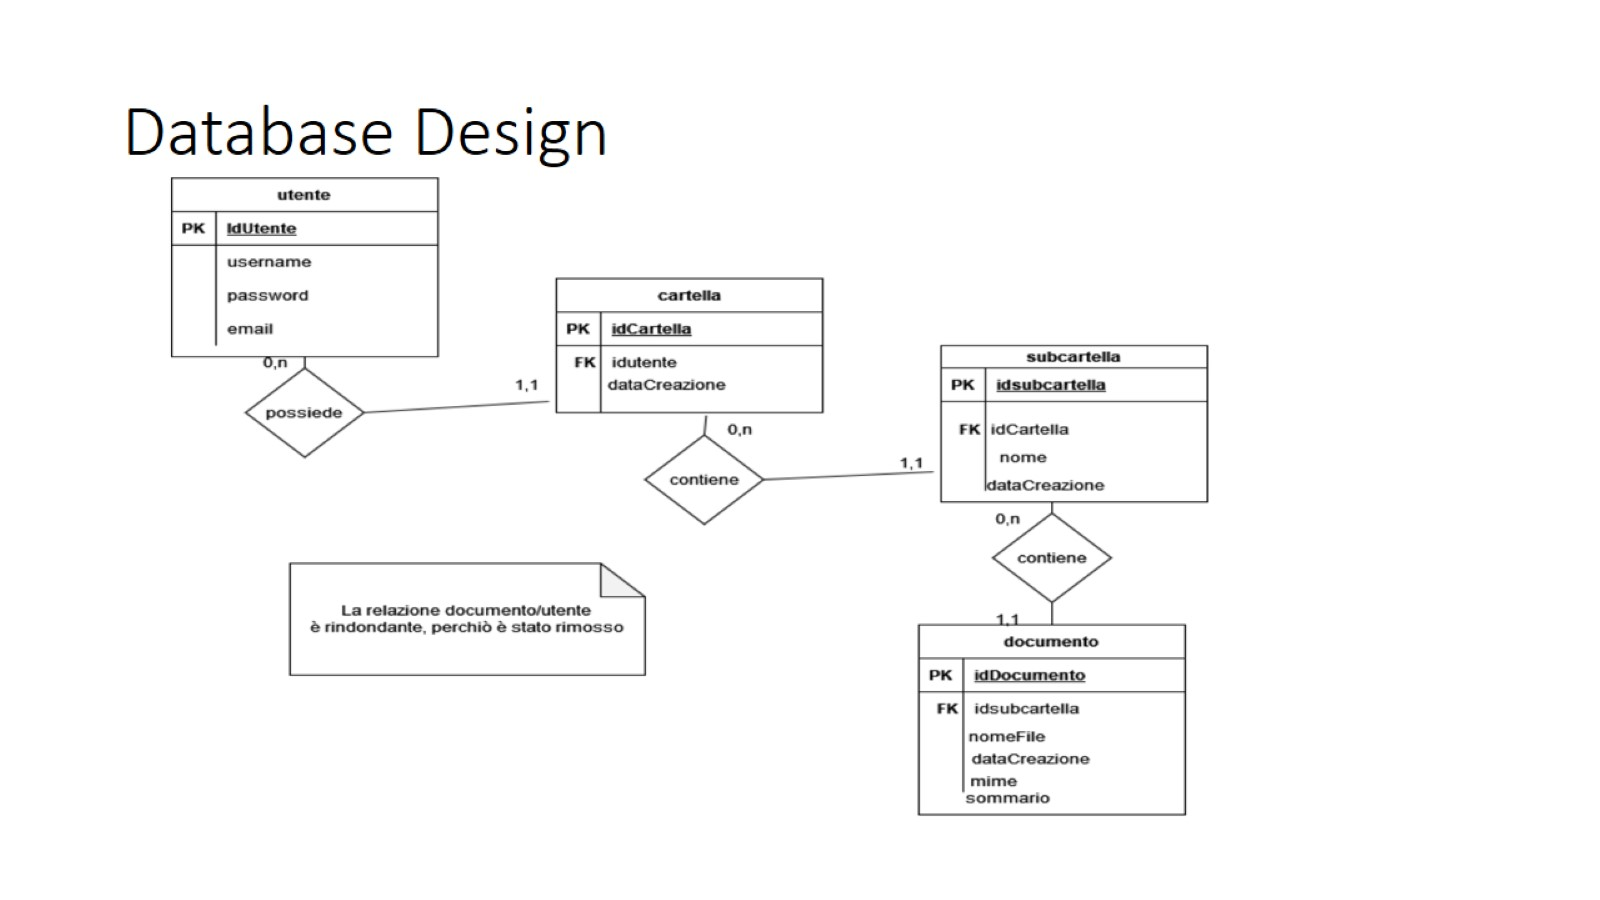 Database Design
utente
PK IdUtente
username
password
email
0,n
possiede
1,1
cartella
PK idCartella
FK idutente
dataCreazione
0,n
contiene
1,1
subcartella
PK idsubcartella
FK idCartella
nome
dataCreazione
0,n
contiene
1,1
documento
PK idDocumento
FK idsubcartella
nomeFile
dataCreazione
mime
sommario
La relazione documento/utente
è rindondante, perchiò è stato rimosso